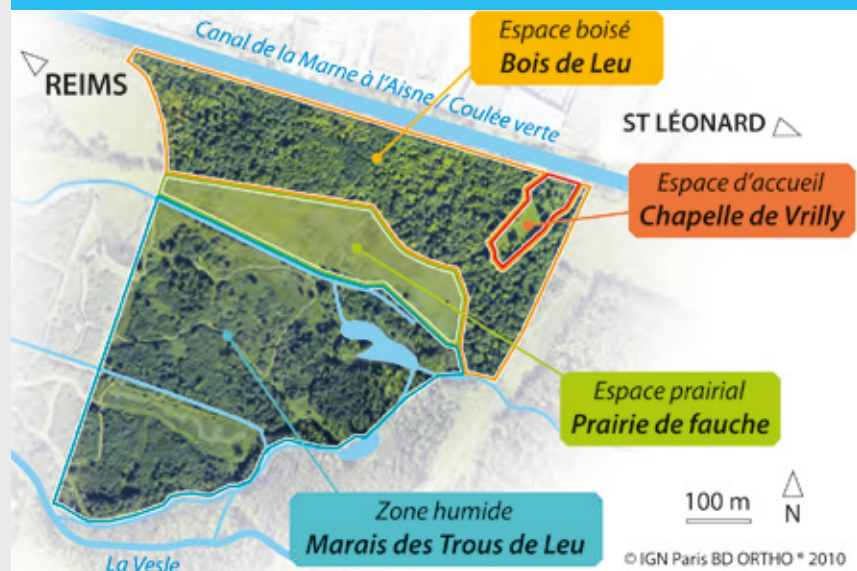 Espace boisé
Bois de Leu
Canal de la Marne à l'Aisne / Coulée verte
REIMS
ST LÉONARD
Espace d'accueil
Chapelle de Vrilly
Espace prairial
Prairie de fauche
Zone humide
Marais des Trous de Leu
100 m
N
La Vesle
© IGN Paris BD ORTHO ® 2010